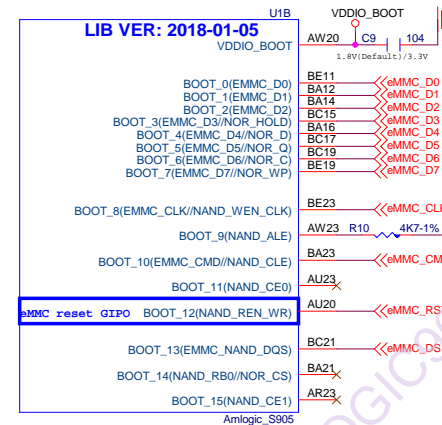 U1B VDDIO_BOOT
LIB VER: 2018-01-05
VDDIO_BOOT AW20 C9 104
1.8V(Default)/3.3V
BOOT_0(EMMC_D0) BE11 eMMC_D0
BOOT_1(EMMC_D1) BA12 eMMC_D1
BOOT_2(EMMC_D2) BA14 eMMC_D2
BOOT_3(EMMC_D3//NOR_HOLD) BC15 eMMC_D3
BOOT_4(EMMC_D4//NOR_D) BA16 eMMC_D4
BOOT_5(EMMC_D5//NOR_Q) BC17 eMMC_D5
BOOT_6(EMMC_D6//NOR_C) BC19 eMMC_D6
BOOT_7(EMMC_D7//NOR_WP) BE19 eMMC_D7
BOOT_8(EMMC_CLK//NAND_WEN_CLK) BE23 eMMC_CLK
BOOT_9(NAND_ALE) AW23 R10 4K7-1%
BOOT_10(EMMC_CMD//NAND_CLE) BA23 eMMC_CM
BOOT_11(NAND_CE0) AU23
eMMC reset GIPO BOOT_12(NAND_REN_WR) AU20 eMMC_RS
BOOT_13(EMMC_NAND_DQS) BC21 eMMC_DS
BOOT_14(NAND_RB0//NOR_CS) BA21
BOOT_15(NAND_CE1) AR23
Amlogic_S905